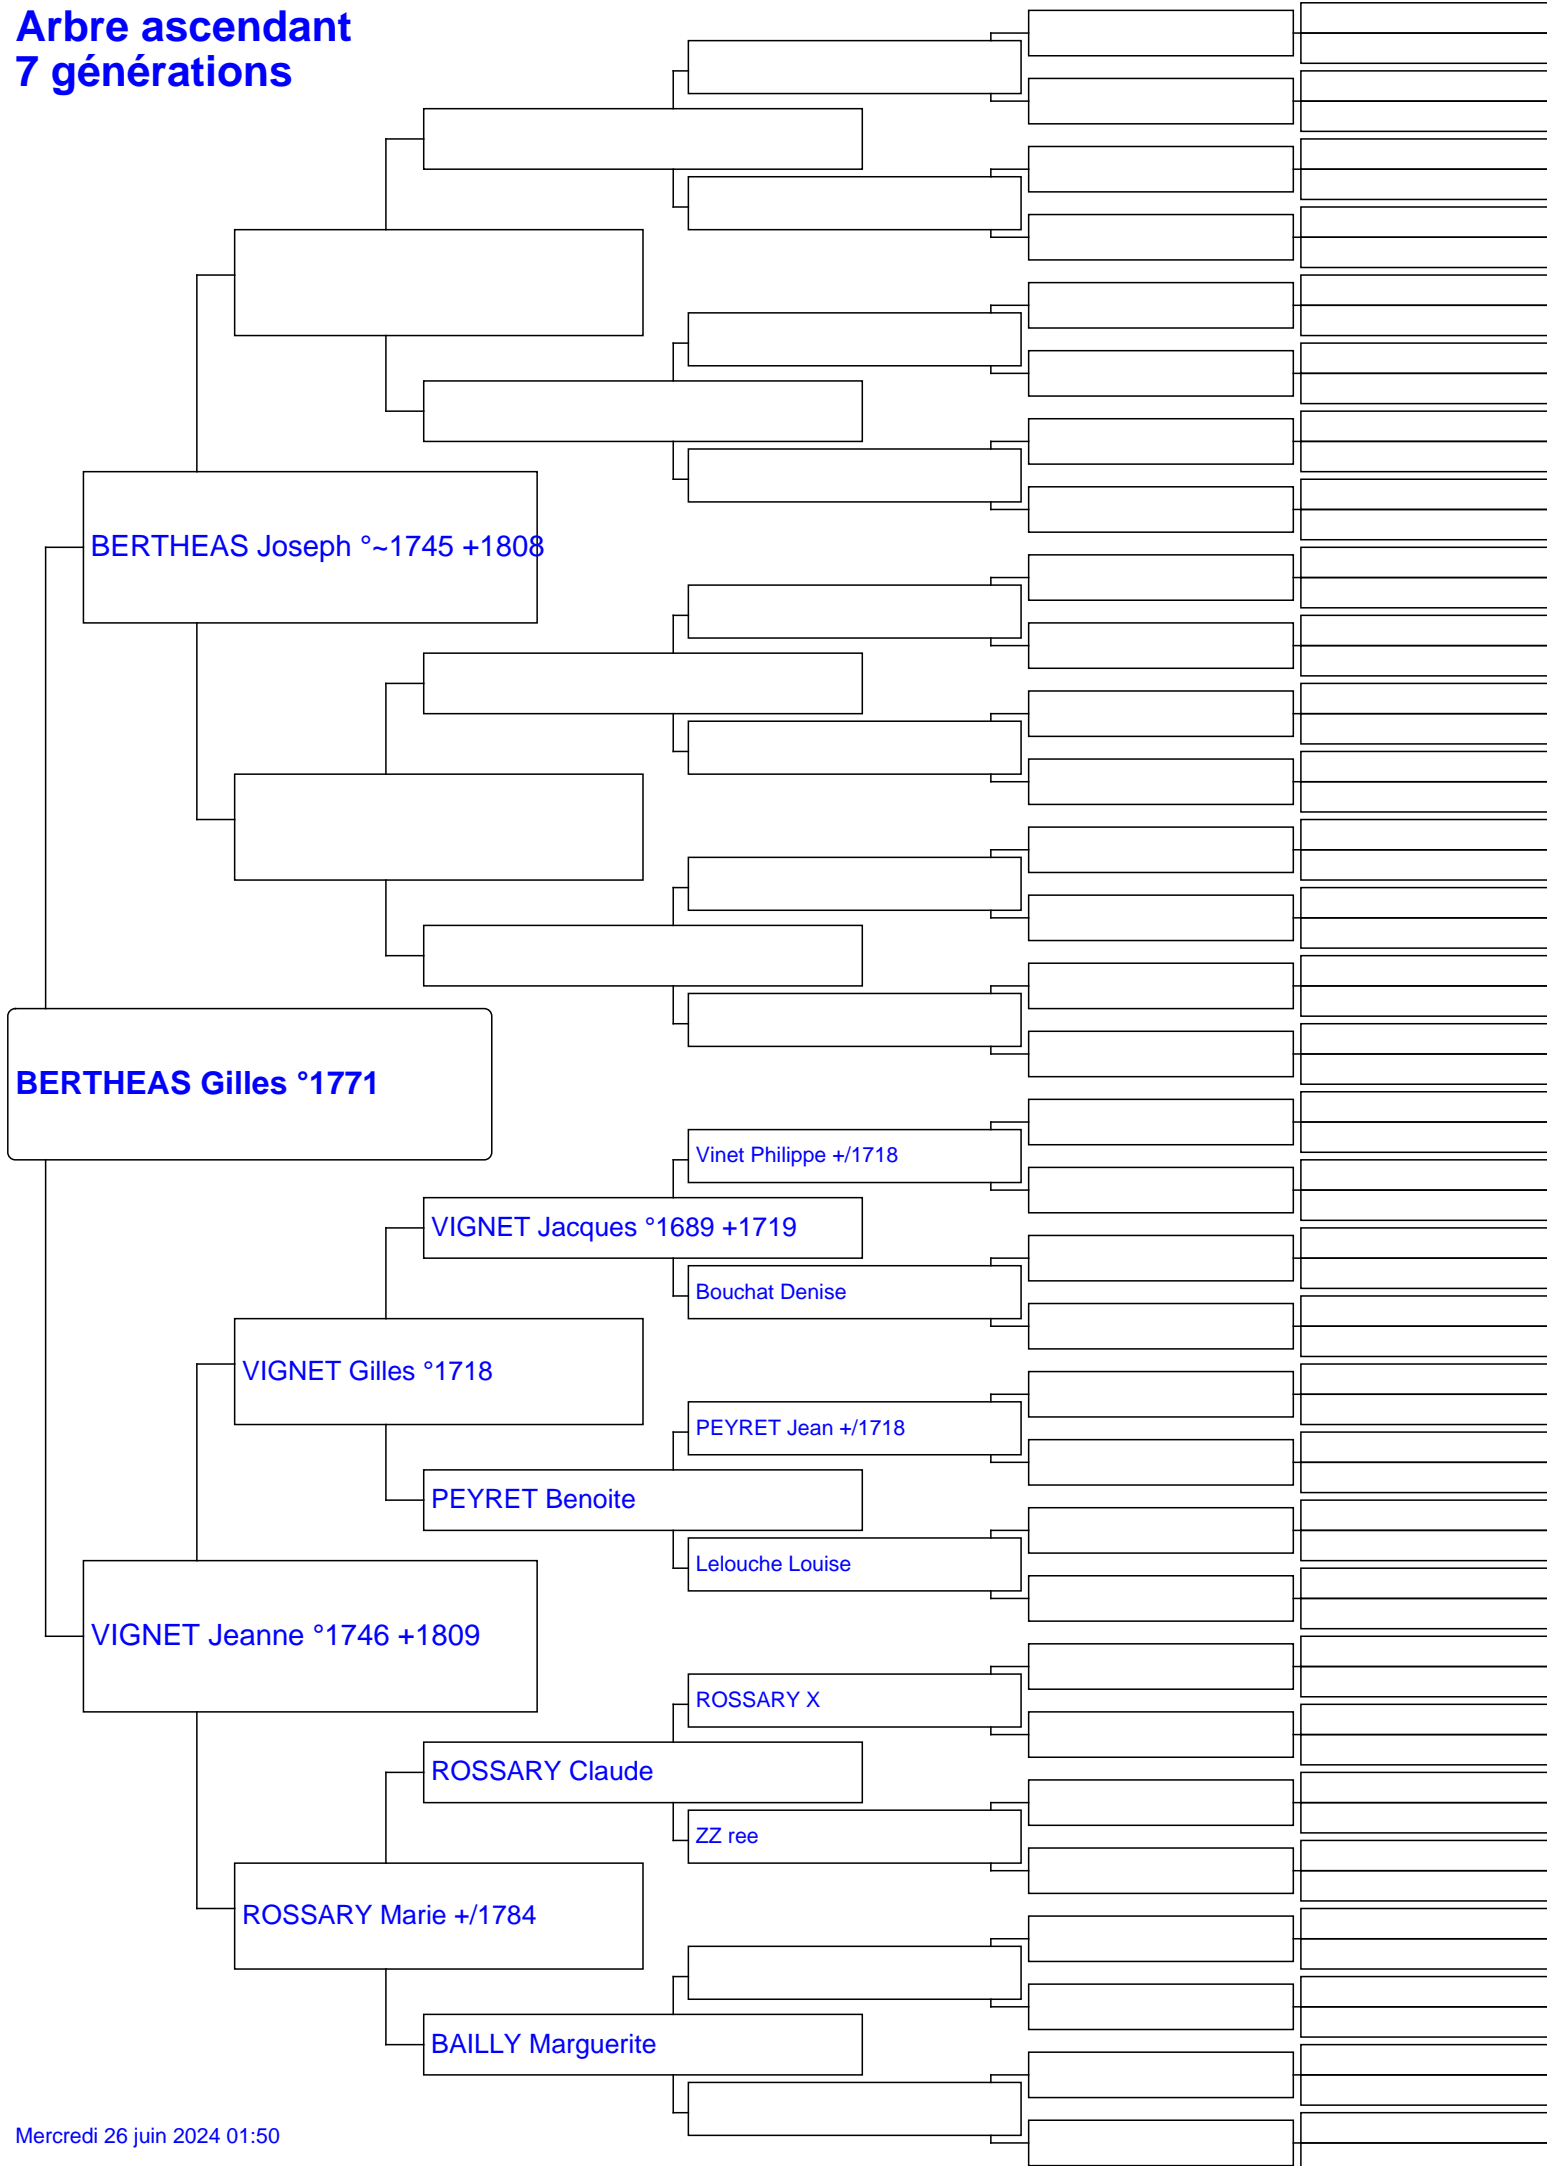 Arbre ascendant
7 générations
BERTHEAS Joseph °~1745 +1808
BERTHEAS Gilles °1771
Vinet Philippe +/1718
VIGNET Jacques °1689 +1719
Bouchat Denise
VIGNET Gilles °1718
PEYRET Jean +/1718
PEYRET Benoite
Lelouche Louise
VIGNET Jeanne °1746 +1809
ROSSARY X
ROSSARY Claude
ZZ ree
ROSSARY Marie +/1784
BAILLY Marguerite
Mercredi 26 juin 2024 01:50